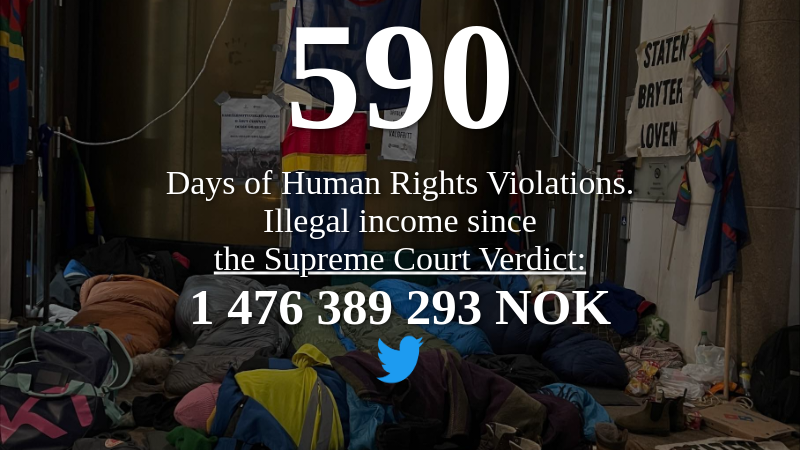 590
Days of Human Rights Violations.
Illegal income since
the Supreme Court Verdict:
1 476 389 293 NOK
STATEN
BRYTER
LOVEN